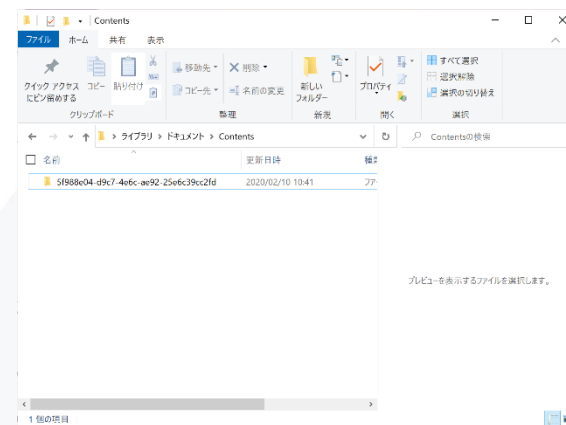 Contents
ファイル ホーム 共有 表示
クイック アクセス
にピン留めする
コピー
貼り付け
移動先
コピー先
削除
名前の変更
新しい
フォルダー
プロパティ
すべて選択
選択解除
選択の切り替え
クリップボード 整理 新規 開く 選択
ライブラリ › ドキュメント › Contents
Contentsの検索
名前 更新日時 種
5f988e04-d9c7-4e6c-ae92-25e6c39cc2fd 2020/02/10 10:41 ファ
プレビューを表示するファイルを選択します。
1 個の項目